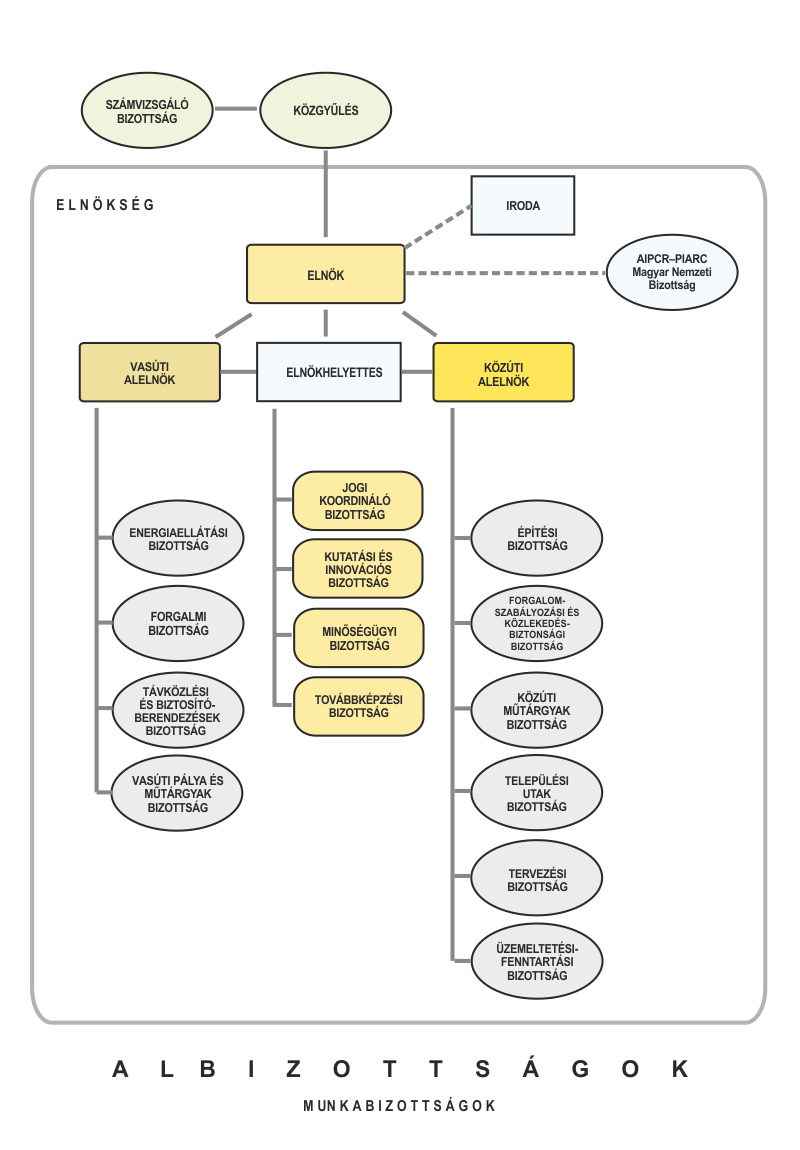 SZÁMVIZSGÁLÓ
BIZOTTSÁG
KÖZGYŰLÉS
ELNÖKSÉG
IRODA
ELNÖK
AIPCR–PIARC
Magyar Nemzeti
Bizottság
VASÚTI
ALELNÖK
ELNÖKHELYETTES
KÖZÚTI
ALELNÖK
ENERGIAELLÁTÁSI
BIZOTTSÁG
FORGALMI
BIZOTTSÁG
TÁVKÖZLÉSI
ÉS BIZTOSÍTÓ-
BERENDEZÉSEK
BIZOTTSÁG
VASÚTI PÁLYA ÉS
MŰTÁRGYAK
BIZOTTSÁG
JOGI
KOORDINÁLÓ
BIZOTTSÁG
KUTATÁSI ÉS
INNOVÁCIÓS
BIZOTTSÁG
MINŐSÉGÜGYI
BIZOTTSÁG
TOVÁBBKÉPZÉSI
BIZOTTSÁG
ÉPÍTÉSI
BIZOTTSÁG
FORGALOM-
SZABÁLYOZÁSI ÉS
KÖZLEKEDÉS-
BIZTONSÁGI
BIZOTTSÁG
KÖZÚTI
MŰTÁRGYAK
BIZOTTSÁG
TELEPÜLÉSI
UTAK
BIZOTTSÁG
TERVEZÉSI
BIZOTTSÁG
ÜZEMELTETÉSI-
FENNTARTÁSI
BIZOTTSÁG
ALBIZOTTSÁGOK
MUNKABIZOTTSÁGOK